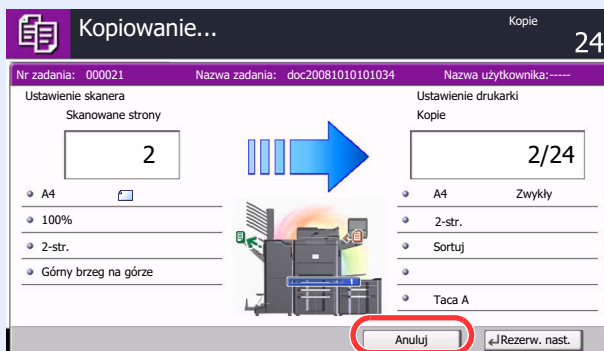 Kopiowanie...
Kopie
24
Nr zadania: 000021 Nazwa zadania: doc20081010101034 Nazwa użytkownika:-----
Ustawienie skanera
Skanowane strony
2
A4
100%
2-str.
Górny brzeg na górze
Ustawienie drukarki
Kopie
2/24
A4 Zwykły
2-str.
Sortuj
Taca A
Anuluj
Rezerw. nast.